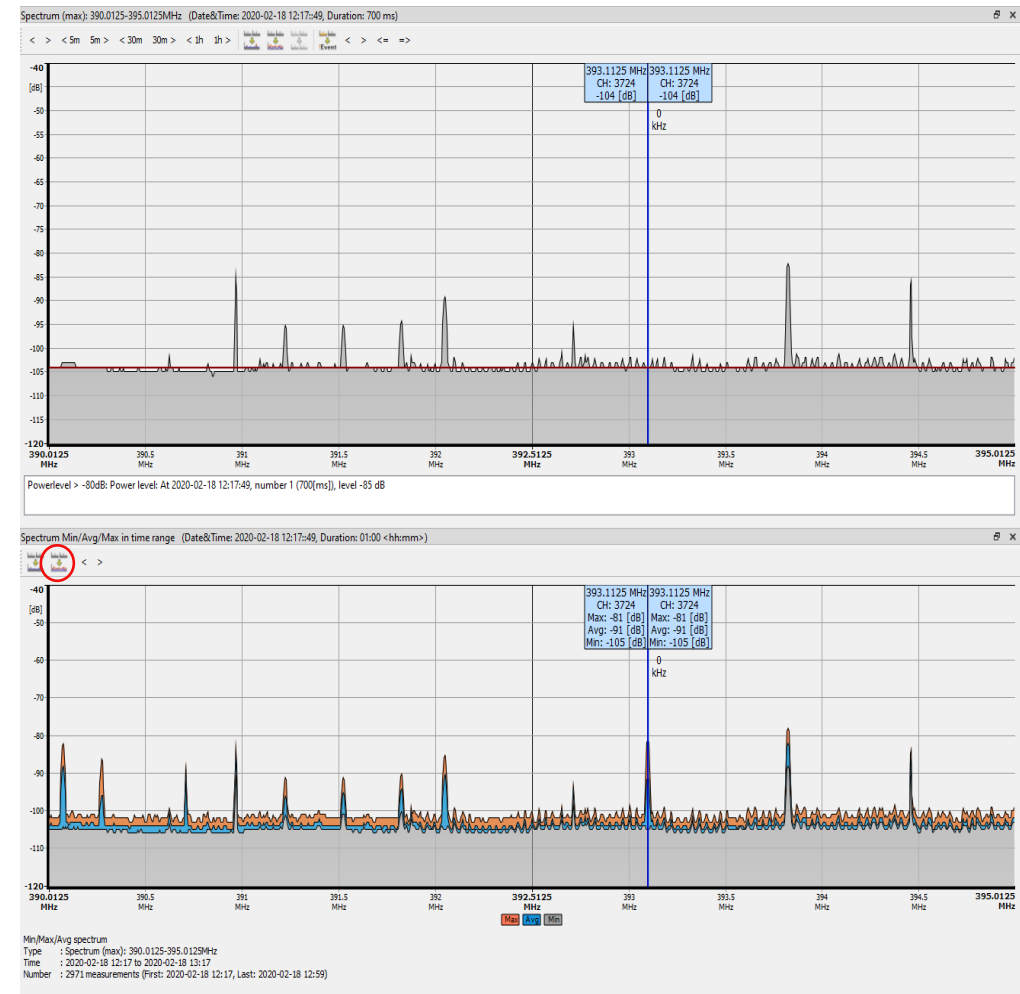 Spectrum (max): 390.0125-395.0125MHz (Date&Time: 2020-02-18 12:17::49, Duration: 700 ms)
< > < 5m 5m > < 30m 30m > < 1h 1h > Event < > <= =>
-40
[dB]
-50
-55
-60
-65
-70
-75
-80
-85
-90
-95
-100
-105
-110
-115
-120
393.1125 MHz 393.1125 MHz
CH: 3724 CH: 3724
-104 [dB] -104 [dB]
0
kHz
390.0125 390.5 391 391.5 392 392.5125 393 393.5 394 394.5 395.0125
MHz MHz MHz MHz MHz MHz MHz MHz MHz MHz MHz
Powerlevel > -80dB: Power level: At 2020-02-18 12:17:49, number 1 (700[ms]), level -85 dB
Spectrum Min/Avg/Max in time range (Date&Time: 2020-02-18 12:17::49, Duration: 01:00 <hh:mm>)
< >
-40
[dB]
-50
-60
-70
-80
-90
-100
-110
-120
393.1125 MHz 393.1125 MHz
CH: 3724 CH: 3724
Max: -81 [dB] Max: -81 [dB]
Avg: -91 [dB] Avg: -91 [dB]
Min: -105 [dB] Min: -105 [dB]
0
kHz
390.0125 390.5 391 391.5 392 392.5125 393 393.5 394 394.5 395.0125
MHz MHz MHz MHz MHz MHz MHz MHz MHz MHz MHz
Max Avg Min
Min/Max/Avg spectrum
Type : Spectrum (max): 390.0125-395.0125MHz
Time : 2020-02-18 12:17 to 2020-02-18 13:17
Number : 2971 measurements (First: 2020-02-18 12:17, Last: 2020-02-18 12:59)